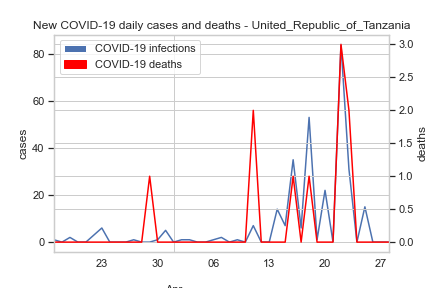 New COVID-19 daily cases and deaths - United_Republic_of_Tanzania
COVID-19 infections
COVID-19 deaths
80
60
40
20
0
cases
3.0
2.5
2.0
1.5
1.0
0.5
0.0
deaths
23 30 06 13 20 27
Apr